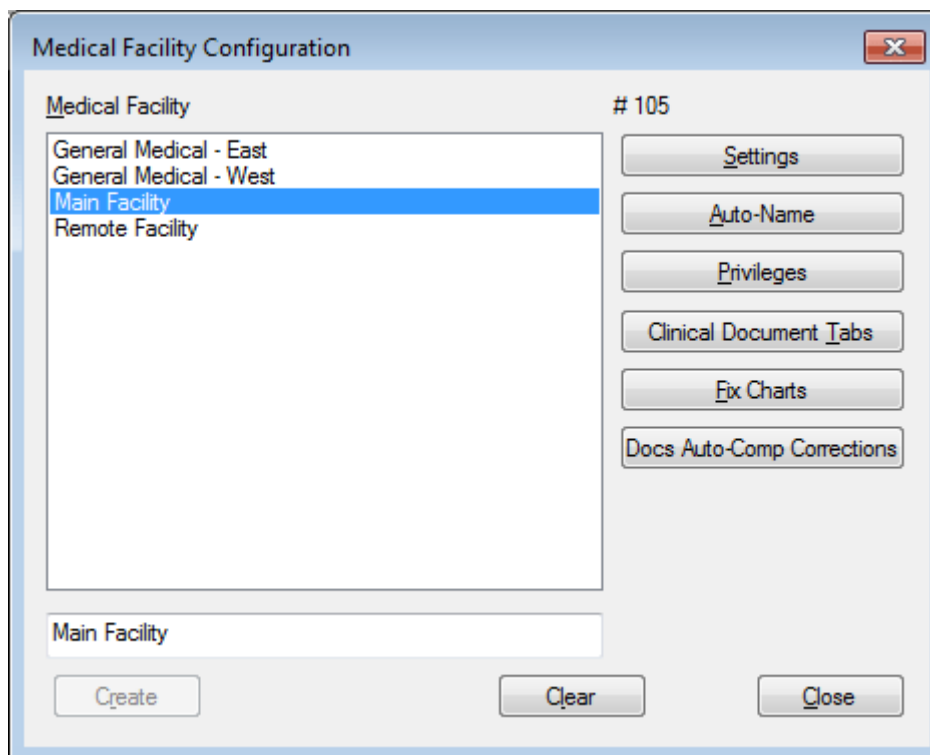 Medical Facility Configuration
Medical Facility
# 105
General Medical - East
General Medical - West
Main Facility
Remote Facility
Settings
Auto-Name
Privileges
Clinical Document Tabs
Fix Charts
Docs Auto-Comp Corrections
Main Facility
Create
Clear
Close